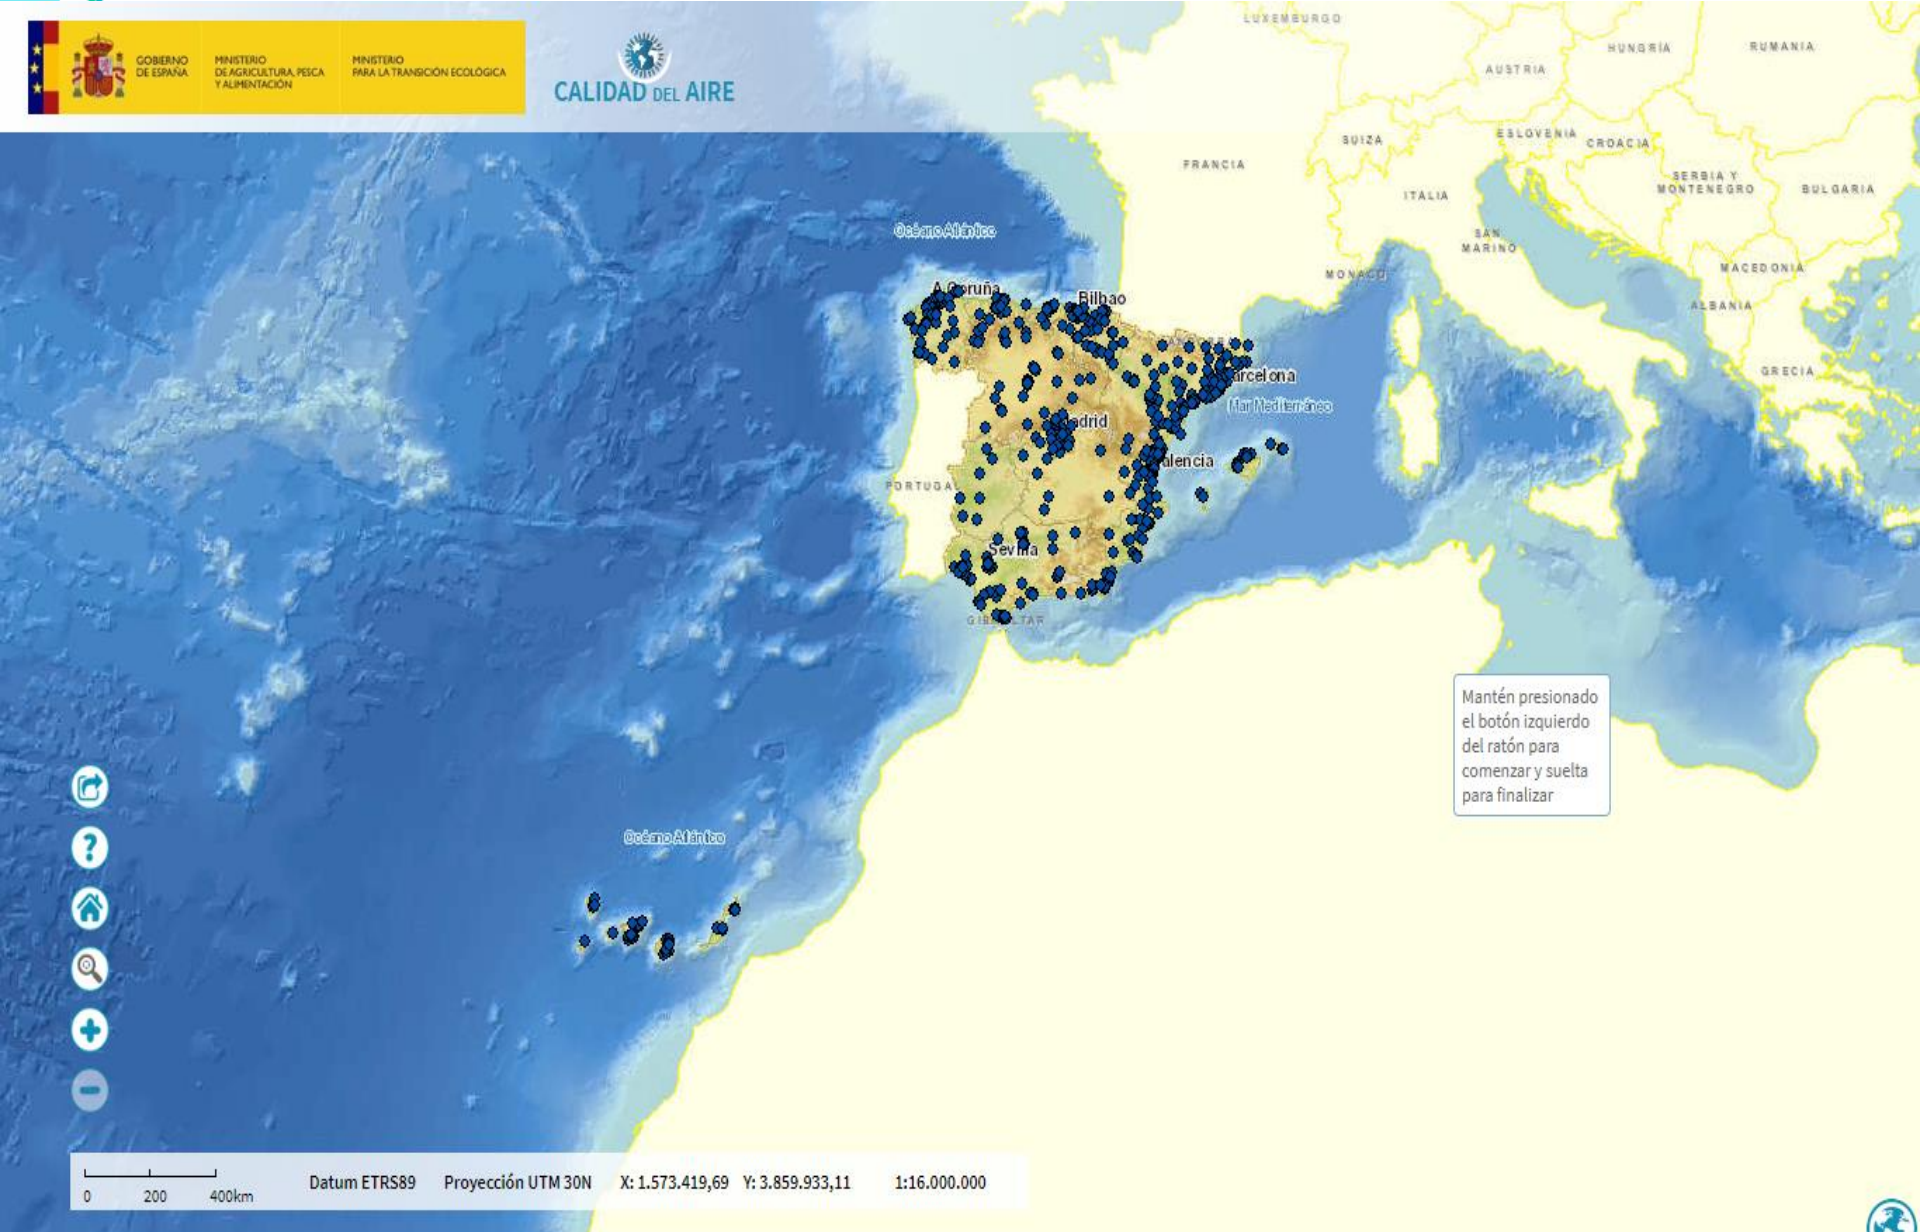 GOBIERNO
DE ESPAÑA
MINISTERIO
DE AGRICULTURA, PESCA
Y ALIMENTACIÓN
MINISTERIO
PARA LA TRANSICIÓN ECOLÓGICA
CALIDAD DEL AIRE
LUXEMBURGO
HUNGRÍA
RUMANIA
AUSTRIA
SUIZA
ESLOVENIA
CROACIA
FRANCIA
SERBIA Y
MONTENEGRO
BULGARIA
ITALIA
SAN
MARINO
Océano Atlántico
MONACO
MACEDONIA
ALBANIA
A Coruña
Bilbao
GRECIA
arcelona
Mar Mediterráneo
adrid
alencia
PORTUGA
Sevilla
GIBRALTAR
Mantén presionado
el botón izquierdo
del ratón para
comenzar y suelta
para finalizar
Océano Atlántico
0 200 400km
Datum ETRS89 Proyección UTM 30N X: 1.573.419,69 Y: 3.859.933,11 1:16.000.000